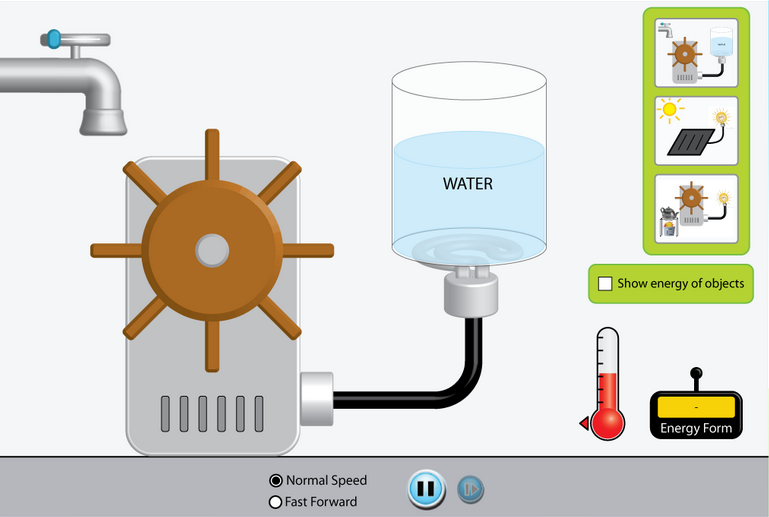 WATER
Show energy of objects
-
Energy Form
Normal Speed
Fast Forward